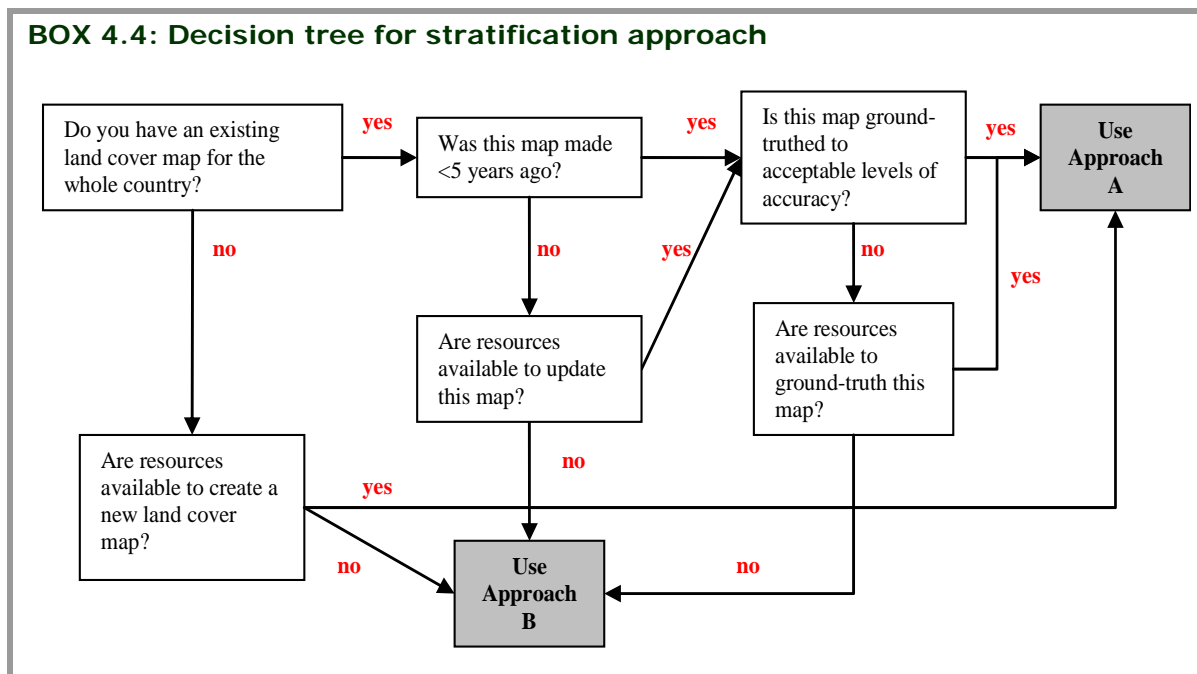 BOX 4.4: Decision tree for stratification approach
Do you have an existing
land cover map for the
whole country?
yes
Was this map made
<5 years ago?
yes
Is this map ground-
truthed to
acceptable levels of
accuracy?
yes
Use
Approach
A
no
no
yes
no
yes
Are resources
available to update
this map?
Are resources
available to
ground-truth this
map?
Are resources
available to create a
new land cover
map?
yes
no
no
Use
Approach
B
no